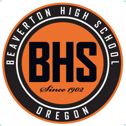 BEAVERTON HIGH SCHOOL
BHS
Since 1902
OREGON